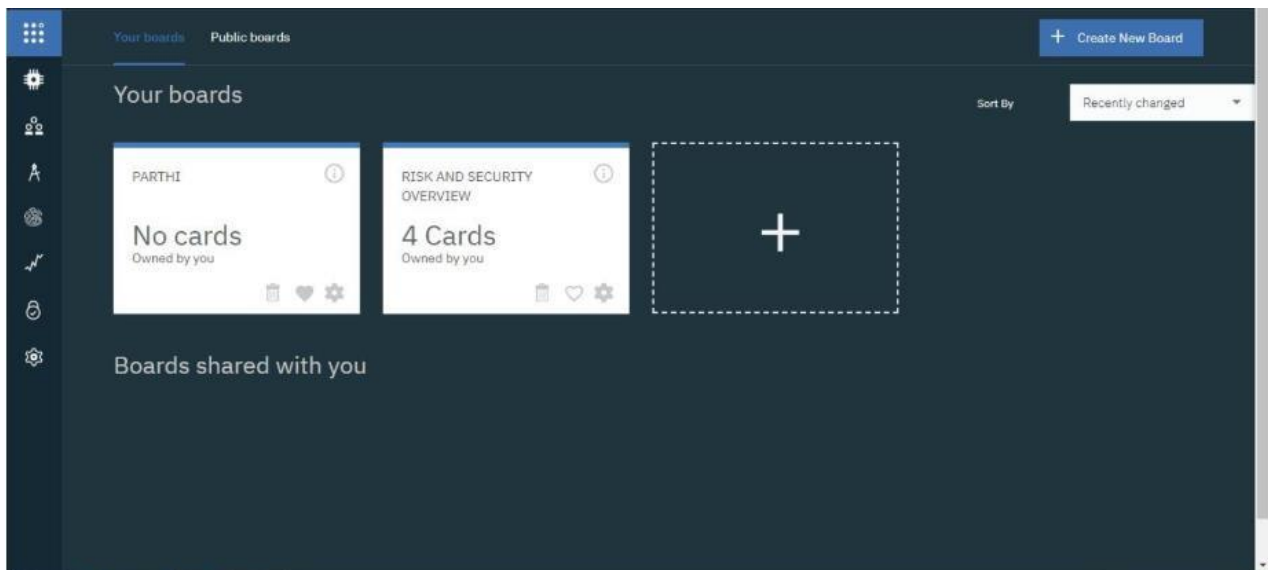 Your boards Public boards
+ Create New Board
Your boards
Sort By Recently changed
PARTHI
No cards
Owned by you
RISK AND SECURITY
OVERVIEW
4 Cards
Owned by you
Boards shared with you